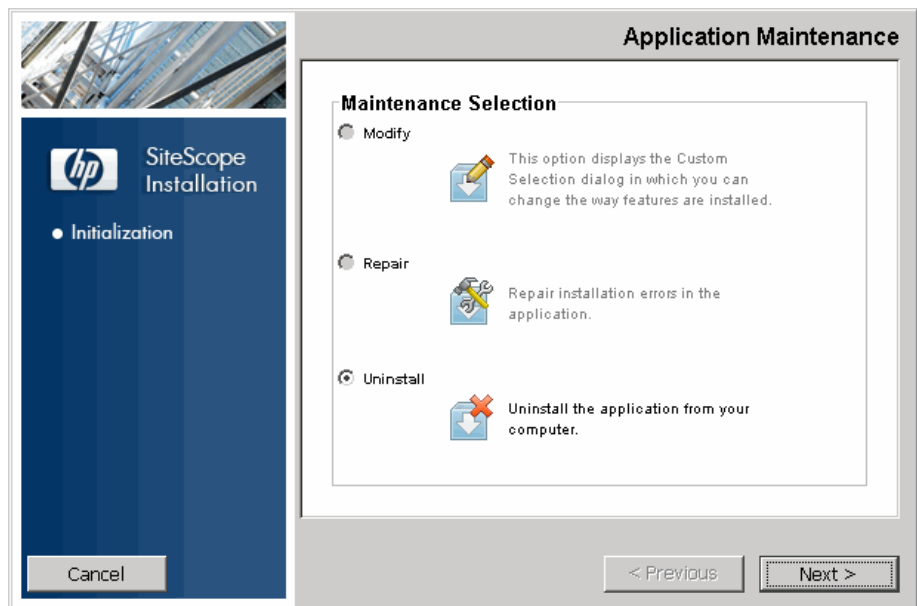 Application Maintenance
hp
SiteScope
Installation
Initialization
Maintenance Selection
Modify
This option displays the Custom
Selection dialog in which you can
change the way features are installed.
Repair
Repair installation errors in the
application.
Uninstall
Uninstall the application from your
computer.
Cancel
< Previous
Next >